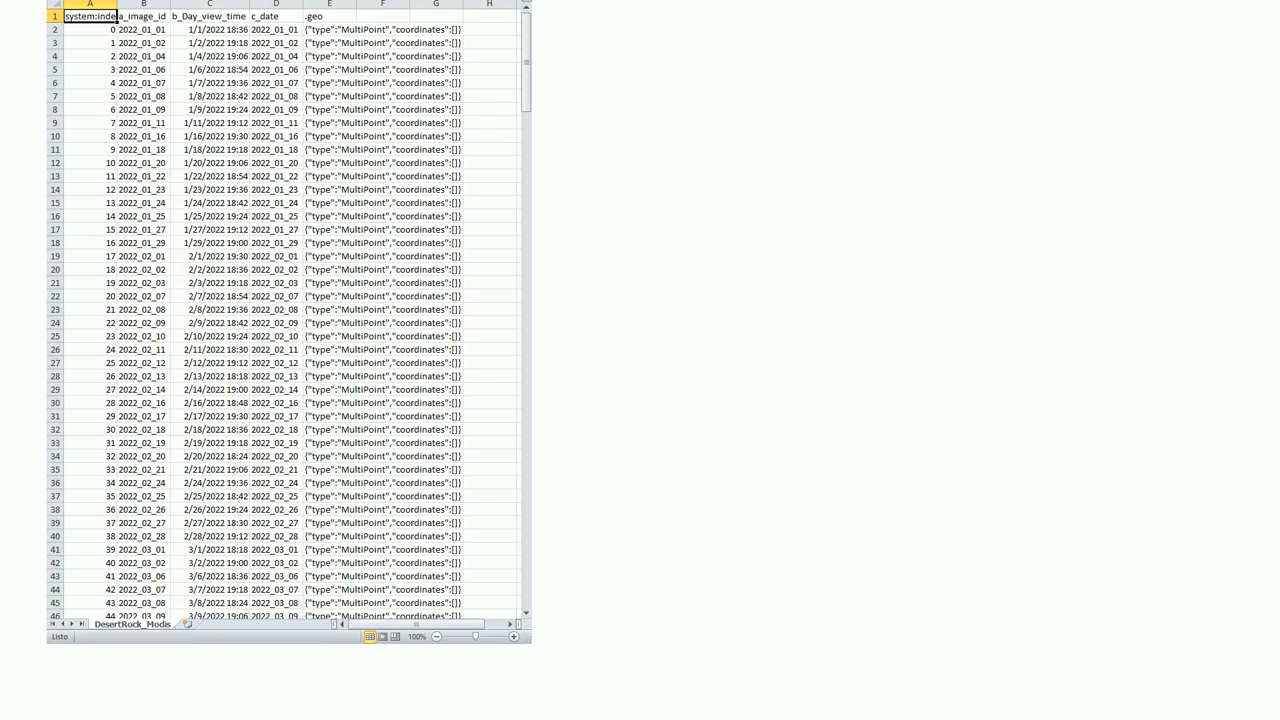 A B C D E F G H
1 system:inde a_image_id b_Day_view_time c_date .geo
2 0 2022_01_01 1/1/2022 18:36 2022_01_01 {"type":"MultiPoint","coordinates":[]}
3 1 2022_01_02 1/2/2022 19:18 2022_01_02 {"type":"MultiPoint","coordinates":[]}
4 2 2022_01_04 1/4/2022 19:06 2022_01_04 {"type":"MultiPoint","coordinates":[]}
5 3 2022_01_06 1/6/2022 18:54 2022_01_06 {"type":"MultiPoint","coordinates":[]}
6 4 2022_01_07 1/7/2022 19:36 2022_01_07 {"type":"MultiPoint","coordinates":[]}
7 5 2022_01_08 1/8/2022 18:42 2022_01_08 {"type":"MultiPoint","coordinates":[]}
8 6 2022_01_09 1/9/2022 19:24 2022_01_09 {"type":"MultiPoint","coordinates":[]}
9 7 2022_01_11 1/11/2022 19:12 2022_01_11 {"type":"MultiPoint","coordinates":[]}
10 8 2022_01_16 1/16/2022 19:30 2022_01_16 {"type":"MultiPoint","coordinates":[]}
11 9 2022_01_18 1/18/2022 19:18 2022_01_18 {"type":"MultiPoint","coordinates":[]}
12 10 2022_01_20 1/20/2022 19:06 2022_01_20 {"type":"MultiPoint","coordinates":[]}
13 11 2022_01_22 1/22/2022 18:54 2022_01_22 {"type":"MultiPoint","coordinates":[]}
14 12 2022_01_23 1/23/2022 19:36 2022_01_23 {"type":"MultiPoint","coordinates":[]}
15 13 2022_01_24 1/24/2022 18:42 2022_01_24 {"type":"MultiPoint","coordinates":[]}
16 14 2022_01_25 1/25/2022 19:24 2022_01_25 {"type":"MultiPoint","coordinates":[]}
17 15 2022_01_27 1/27/2022 19:12 2022_01_27 {"type":"MultiPoint","coordinates":[]}
18 16 2022_01_29 1/29/2022 19:00 2022_01_29 {"type":"MultiPoint","coordinates":[]}
19 17 2022_02_01 2/1/2022 19:30 2022_02_01 {"type":"MultiPoint","coordinates":[]}
20 18 2022_02_02 2/2/2022 18:36 2022_02_02 {"type":"MultiPoint","coordinates":[]}
21 19 2022_02_03 2/3/2022 19:18 2022_02_03 {"type":"MultiPoint","coordinates":[]}
22 20 2022_02_07 2/7/2022 18:54 2022_02_07 {"type":"MultiPoint","coordinates":[]}
23 21 2022_02_08 2/8/2022 19:36 2022_02_08 {"type":"MultiPoint","coordinates":[]}
24 22 2022_02_09 2/9/2022 18:42 2022_02_09 {"type":"MultiPoint","coordinates":[]}
25 23 2022_02_10 2/10/2022 19:24 2022_02_10 {"type":"MultiPoint","coordinates":[]}
26 24 2022_02_11 2/11/2022 18:30 2022_02_11 {"type":"MultiPoint","coordinates":[]}
27 25 2022_02_12 2/12/2022 19:12 2022_02_12 {"type":"MultiPoint","coordinates":[]}
28 26 2022_02_13 2/13/2022 18:18 2022_02_13 {"type":"MultiPoint","coordinates":[]}
29 27 2022_02_14 2/14/2022 19:00 2022_02_14 {"type":"MultiPoint","coordinates":[]}
30 28 2022_02_16 2/16/2022 18:48 2022_02_16 {"type":"MultiPoint","coordinates":[]}
31 29 2022_02_17 2/17/2022 19:30 2022_02_17 {"type":"MultiPoint","coordinates":[]}
32 30 2022_02_18 2/18/2022 18:36 2022_02_18 {"type":"MultiPoint","coordinates":[]}
33 31 2022_02_19 2/19/2022 19:18 2022_02_19 {"type":"MultiPoint","coordinates":[]}
34 32 2022_02_20 2/20/2022 18:24 2022_02_20 {"type":"MultiPoint","coordinates":[]}
35 33 2022_02_21 2/21/2022 19:06 2022_02_21 {"type":"MultiPoint","coordinates":[]}
36 34 2022_02_24 2/24/2022 19:36 2022_02_24 {"type":"MultiPoint","coordinates":[]}
37 35 2022_02_25 2/25/2022 18:42 2022_02_25 {"type":"MultiPoint","coordinates":[]}
38 36 2022_02_26 2/26/2022 19:24 2022_02_26 {"type":"MultiPoint","coordinates":[]}
39 37 2022_02_27 2/27/2022 18:30 2022_02_27 {"type":"MultiPoint","coordinates":[]}
40 38 2022_02_28 2/28/2022 19:12 2022_02_28 {"type":"MultiPoint","coordinates":[]}
41 39 2022_03_01 3/1/2022 18:18 2022_03_01 {"type":"MultiPoint","coordinates":[]}
42 40 2022_03_02 3/2/2022 19:00 2022_03_02 {"type":"MultiPoint","coordinates":[]}
43 41 2022_03_06 3/6/2022 18:36 2022_03_06 {"type":"MultiPoint","coordinates":[]}
44 42 2022_03_07 3/7/2022 19:18 2022_03_07 {"type":"MultiPoint","coordinates":[]}
45 43 2022_03_08 3/8/2022 18:24 2022_03_08 {"type":"MultiPoint","coordinates":[]}
46 44 2022_03_09 3/9/2022 19:06 2022_03_09 {"type":"MultiPoint","coordinates":[]}
DesertRock_Modis
Listo 100%